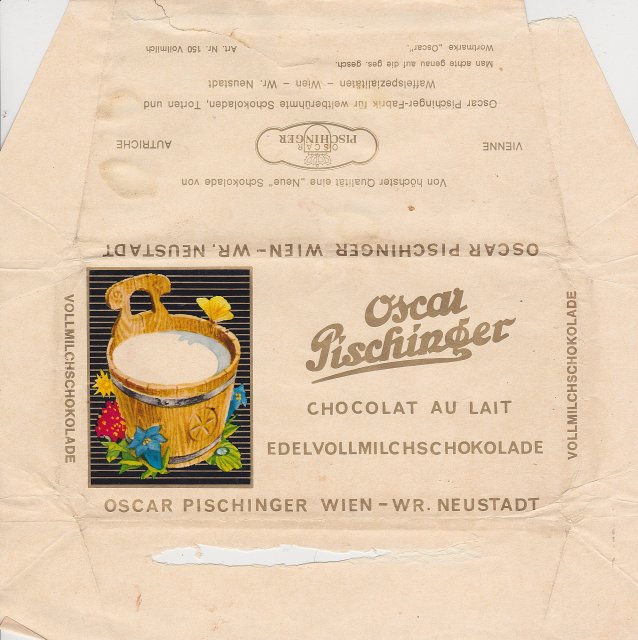 Oscar
Pischinger
CHOCOLAT AU LAIT
EDELVOLLMILCHSCHOKOLADE
OSCAR PISCHINGER WIEN – WR. NEUSTADT
VOLLMILCHSCHOKOLADE
VOLLMILCHSCHOKOLADE
OSCAR PISCHINGER WIEN – WR. NEUSTADT
Von höchster Qualität eine „Neue" Schokolade von
VIENNE
OSCAR
PISCHINGER
AUTRICHE
Oscar Pischinger-Fabrik für weltberühmte Schokoladen, Torten und
Waffelspezialitäten – Wien – Wr. Neustadt
Man achte genau auf die ges. gesch.
Wortmarke „Oscar". Art. Nr. 150 Vollmilch